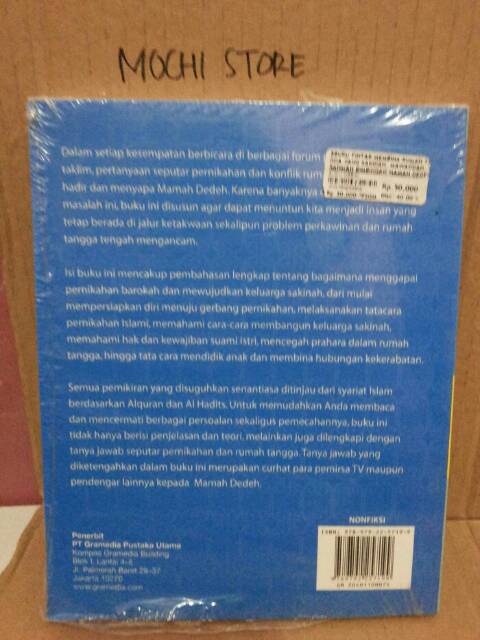 MOCHI STORE
Dalam setiap kesempatan berbicara di berbagai forum
taklim, pertanyaan seputar pernikahan dan konflik rum
hadir dan menyapa Mamah Dedeh. Karena banyaknya
masalah ini, buku ini disusun agar dapat menuntun kita menjadi insan yang
tetap berada di jalur ketakwaan sekalipun problem perkawinan dan rumah
tangga tengah mengancam.
Rp. 50,000
Isi buku ini mencakup pembahasan lengkap tentang bagaimana menggapai
pernikahan barokah dan mewujudkan keluarga sakinah, dari mulai
mempersiapkan diri menuju gerbang pernikahan, melaksanakan tatacara
pernikahan Islami, memahami cara-cara membangun keluarga sakinah,
memahami hak dan kewajiban suami istri, mencegah prahara dalam rumah
tangga, hingga tata cara mendidik anak dan membina hubungan kekerabatan.
Semua pemikiran yang disuguhkan senantiasa ditinjau dari syariat Islam
berdasarkan Alquran dan Al Hadits. Untuk memudahkan Anda membaca
dan mencermati berbagai persoalan sekaligus pemecahannya, buku ini
tidak hanya berisi penjelasan dan teori, melainkan juga dilengkapi dengan
tanya jawab seputar pernikahan dan rumah tangga. Tanya jawab yang
diketengahkan dalam buku ini merupakan curhat para pemirsa TV maupun
pendengar lainnya kepada Mamah Dedeh.
NONFIKSI
Penerbit
PT Gramedia Pustaka Utama
Kompas Gramedia Building
Blok I, Lantai 4-5
Jl. Palmerah Barat 29-37
Jakarta 10270
www.gramedia.com